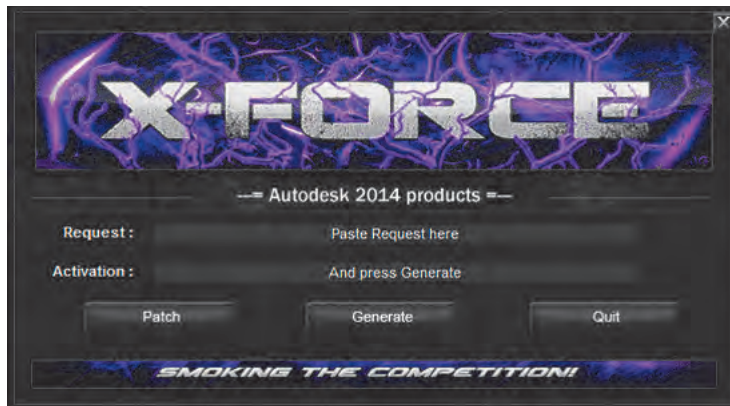 X
X-FORCE
--= Autodesk 2014 products =--
Request : Paste Request here
Activation : And press Generate
Patch Generate Quit
SMOKING THE COMPETITION!